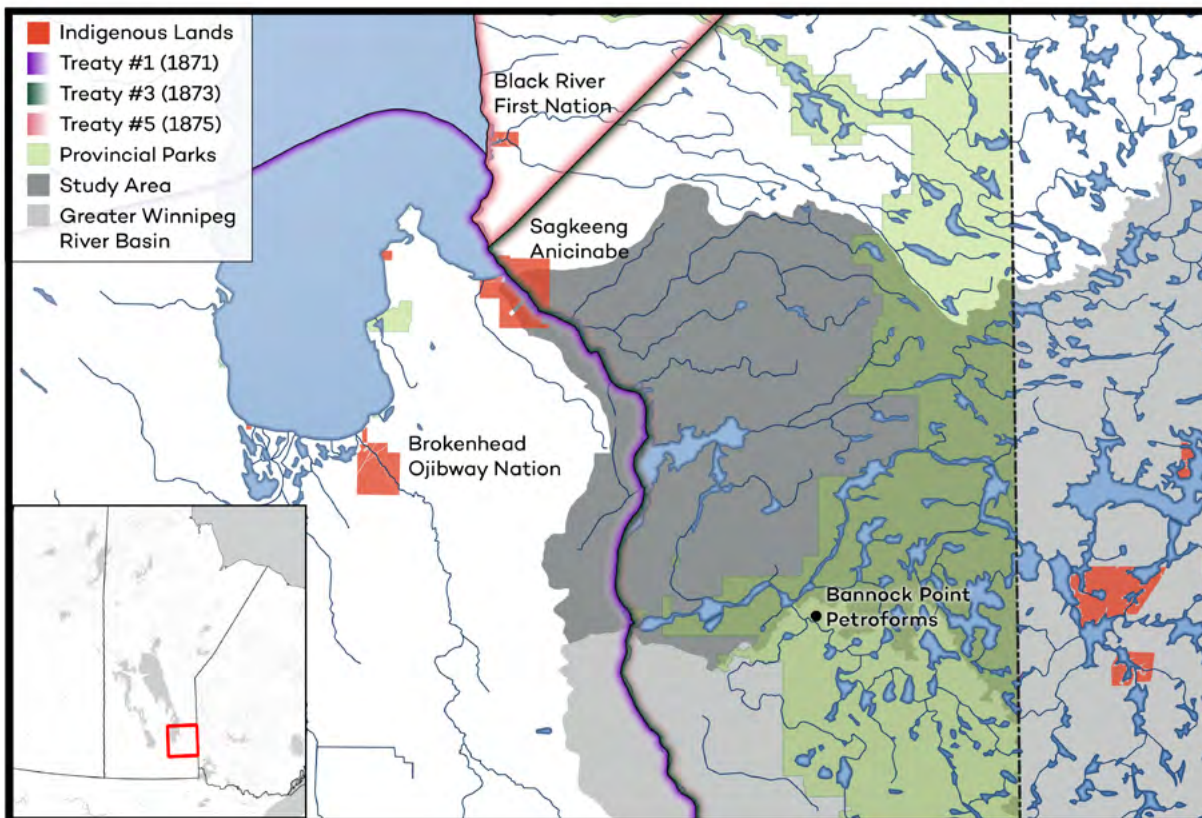 Indigenous Lands
Treaty #1 (1871)
Treaty #3 (1873)
Treaty #5 (1875)
Provincial Parks
Study Area
Greater Winnipeg
River Basin
Black River
First Nation
Sagkeeng
Anicinabe
Brokenhead
Ojibway Nation
Bannock Point
Petroforms